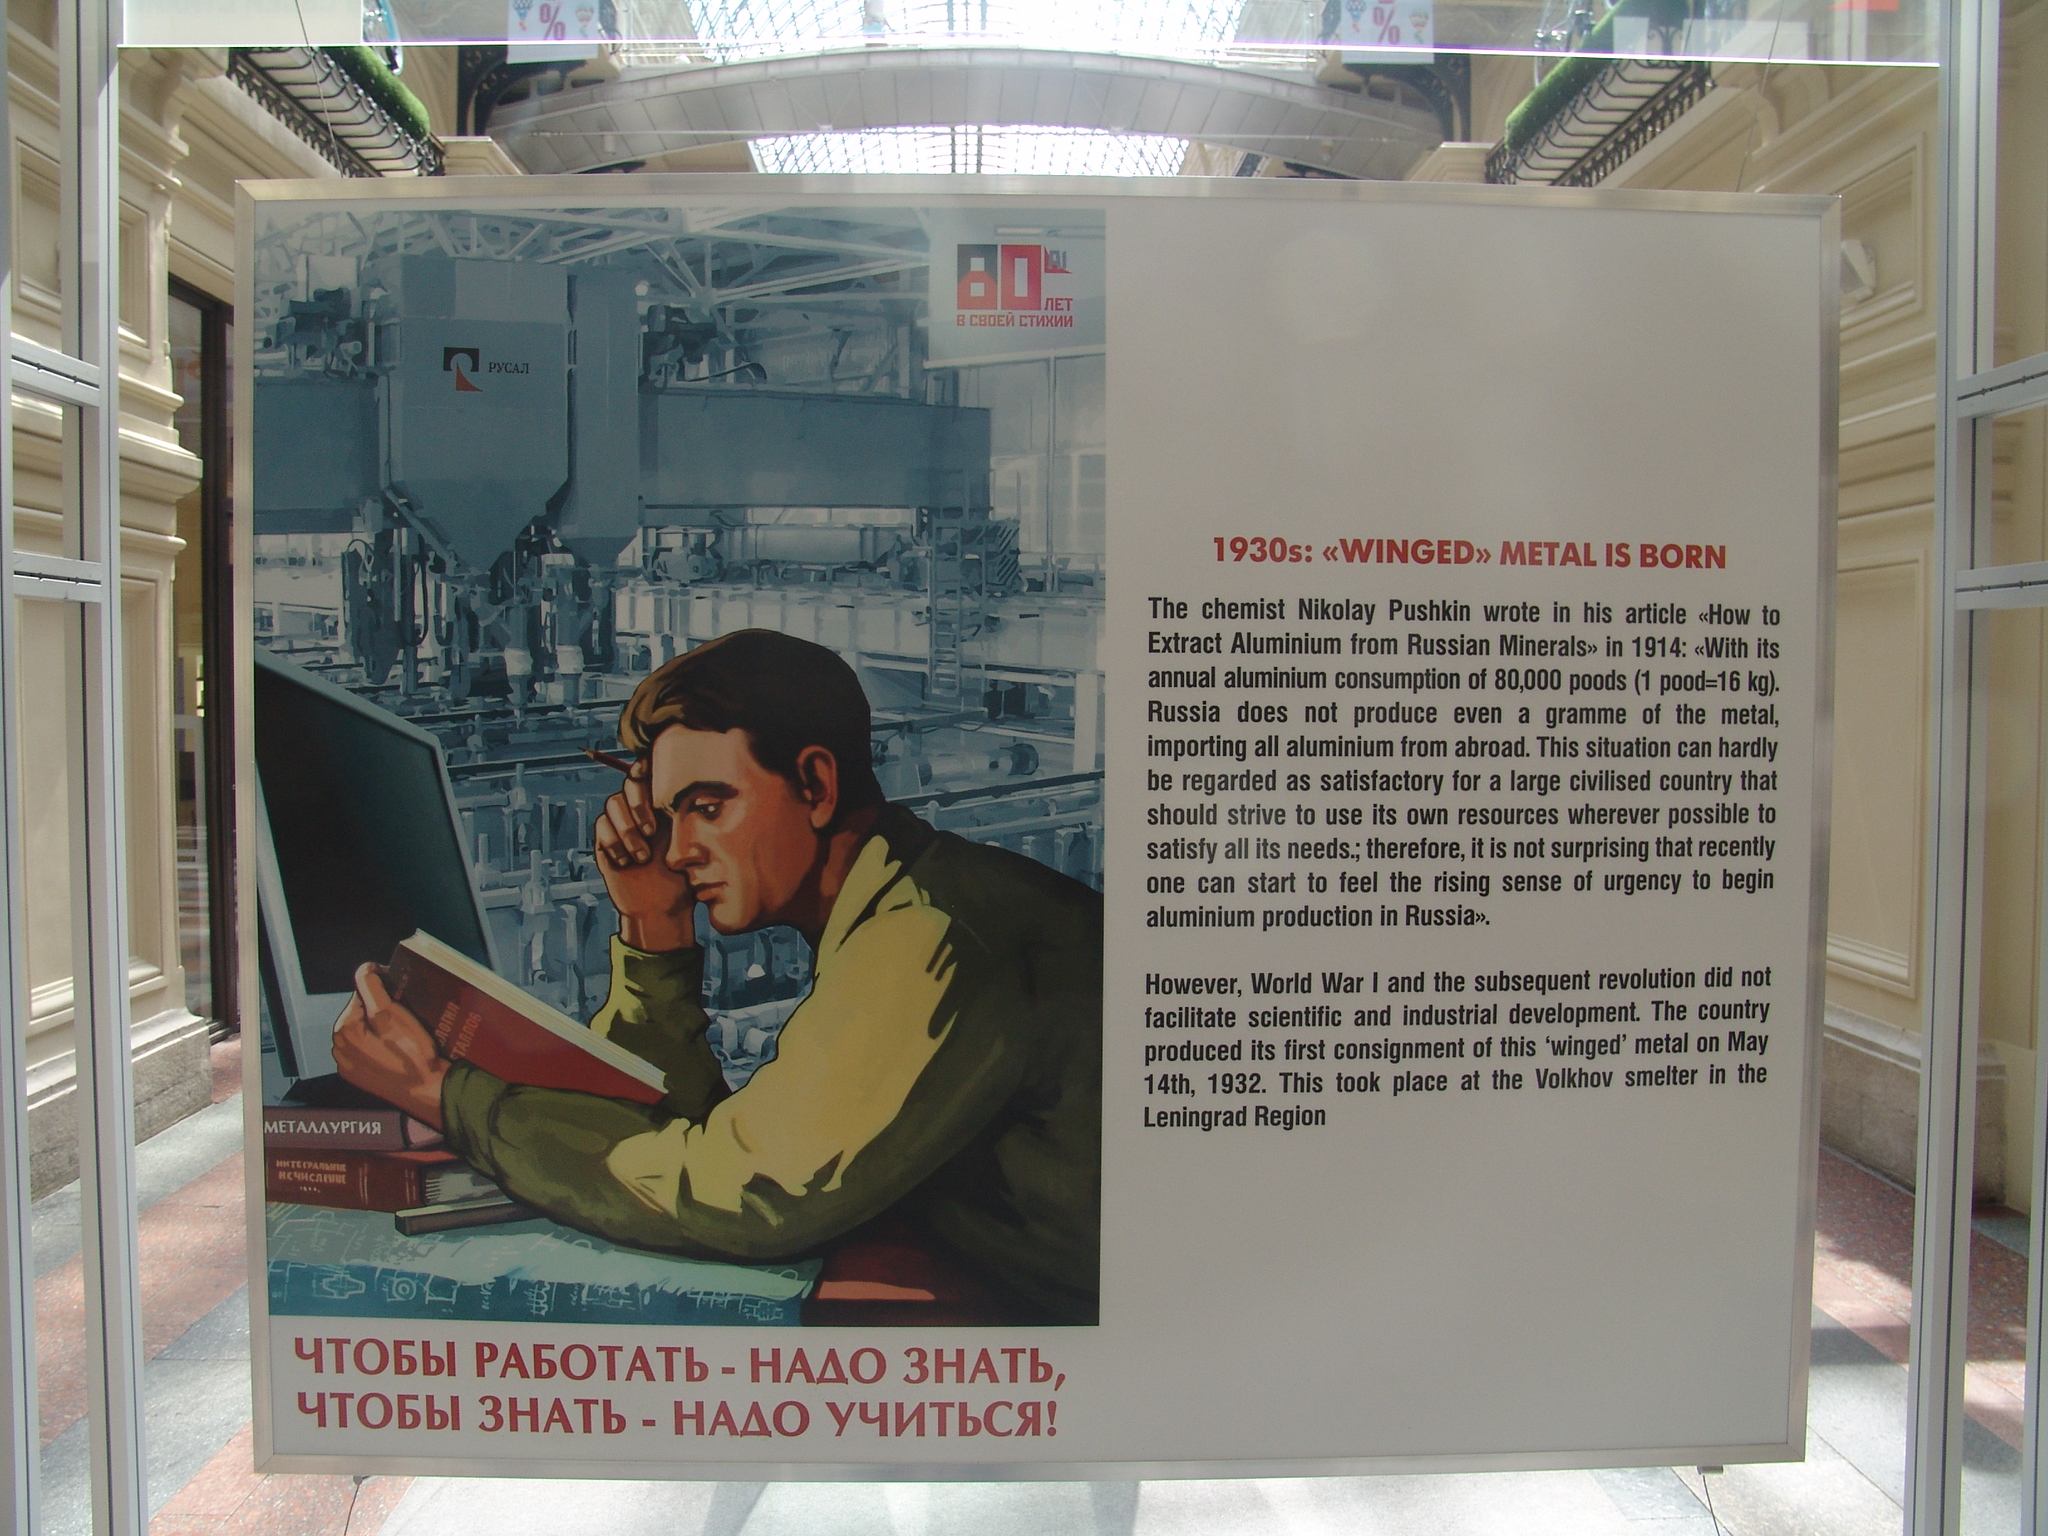 %
%
80 Al
ЛЕТ
В СВОЕЙ СТИХИИ
РУСАЛ
МЕТАЛЛУРГИЯ
ИНТЕГРАЛЬНОЕ
ИСЧИСЛЕНИЕ
ЧТОБЫ РАБОТАТЬ - НАДО ЗНАТЬ,
ЧТОБЫ ЗНАТЬ - НАДО УЧИТЬСЯ!
1930s: «WINGED» METAL IS BORN
The chemist Nikolay Pushkin wrote in his article «How to
Extract Aluminium from Russian Minerals» in 1914: «With its
annual aluminium consumption of 80,000 poods (1 pood=16 kg).
Russia does not produce even a gramme of the metal,
importing all aluminium from abroad. This situation can hardly
be regarded as satisfactory for a large civilised country that
should strive to use its own resources wherever possible to
satisfy all its needs.; therefore, it is not surprising that recently
one can start to feel the rising sense of urgency to begin
aluminium production in Russia».
However, World War I and the subsequent revolution did not
facilitate scientific and industrial development. The country
produced its first consignment of this ‘winged’ metal on May
14th, 1932. This took place at the Volkhov smelter in the
Leningrad Region